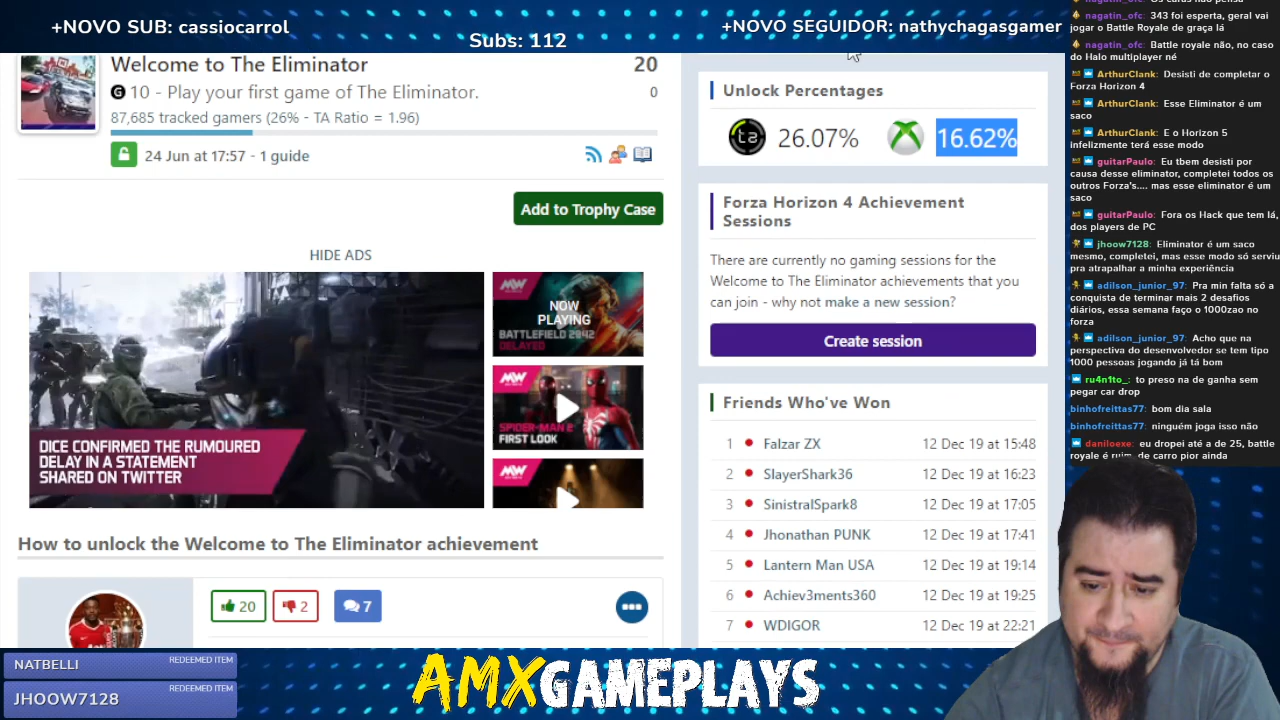 +NOVO SUB: cassiocarrol
Subs: 112
+NOVO SEGUIDOR: nathychagasgamer
Welcome to The Eliminator
20
G 10 - Play your first game of The Eliminator.
0
87,685 tracked gamers (26% - TA Ratio = 1.96)
24 Jun at 17:57 - 1 guide
Add to Trophy Case
HIDE ADS
DICE CONFIRMED THE RUMOURED
DELAY IN A STATEMENT
SHARED ON TWITTER
MW
NOW
PLAYING
BATTLEFIELD 2042
DELAYED
MW
SPIDER-MAN 2
FIRST LOOK
MW
How to unlock the Welcome to The Eliminator achievement
20
2
7
Unlock Percentages
ta 26.07%
16.62%
Forza Horizon 4 Achievement
Sessions
There are currently no gaming sessions for the
Welcome to The Eliminator achievements that you
can join - why not make a new session?
Create session
Friends Who've Won
1 Falzar ZX 12 Dec 19 at 15:48
2 SlayerShark36 12 Dec 19 at 16:23
3 SinistralSpark8 12 Dec 19 at 17:05
4 Jhonathan PUNK 12 Dec 19 at 17:41
5 Lantern Man USA 12 Dec 19 at 19:14
6 Achiev3ments360 12 Dec 19 at 19:25
7 WDIGOR 12 Dec 19 at 22:21
nagatin_ofc: 343 foi esperta, geral vai
jogar o Battle Royale de graça lá
nagatin_ofc: Battle royale não, no caso
do Halo multiplayer né
ArthurClank: Desisti de completar o
Forza Horizon 4
ArthurClank: Esse Eliminator é um
saco
ArthurClank: E o Horizon 5
infelizmente terá esse modo
guitarPaulo: Eu tbem desisti por
causa desse eliminator, completei todos os
outros Forza's.... mas esse eliminator é um
saco
guitarPaulo: Fora os Hack que tem lá,
dos players de PC
jhoow7128: Eliminator é um saco
mesmo, completei, mas esse modo só serviu
pra atrapalhar a minha experiência
adilson_junior_97: Pra min falta só a
conquista de terminar mais 2 desafios
diários, essa semana faço o 1000zao no
forza
adilson_junior_97: Acho que na
perspectiva do desenvolvedor se tem tipo
1000 pessoas jogando já tá bom
ru4n1to_: to preso na de ganha sem
pegar car drop
binhofreittas77: bom dia sala
binhofreittas77: ninguém joga isso não
daniloexe: eu dropei até a de 25, battle
royale é ruim, de carro pior ainda
NATBELLI REDEEMED ITEM
JHOOW7128 REDEEMED ITEM
AMXGAMEPLAYS